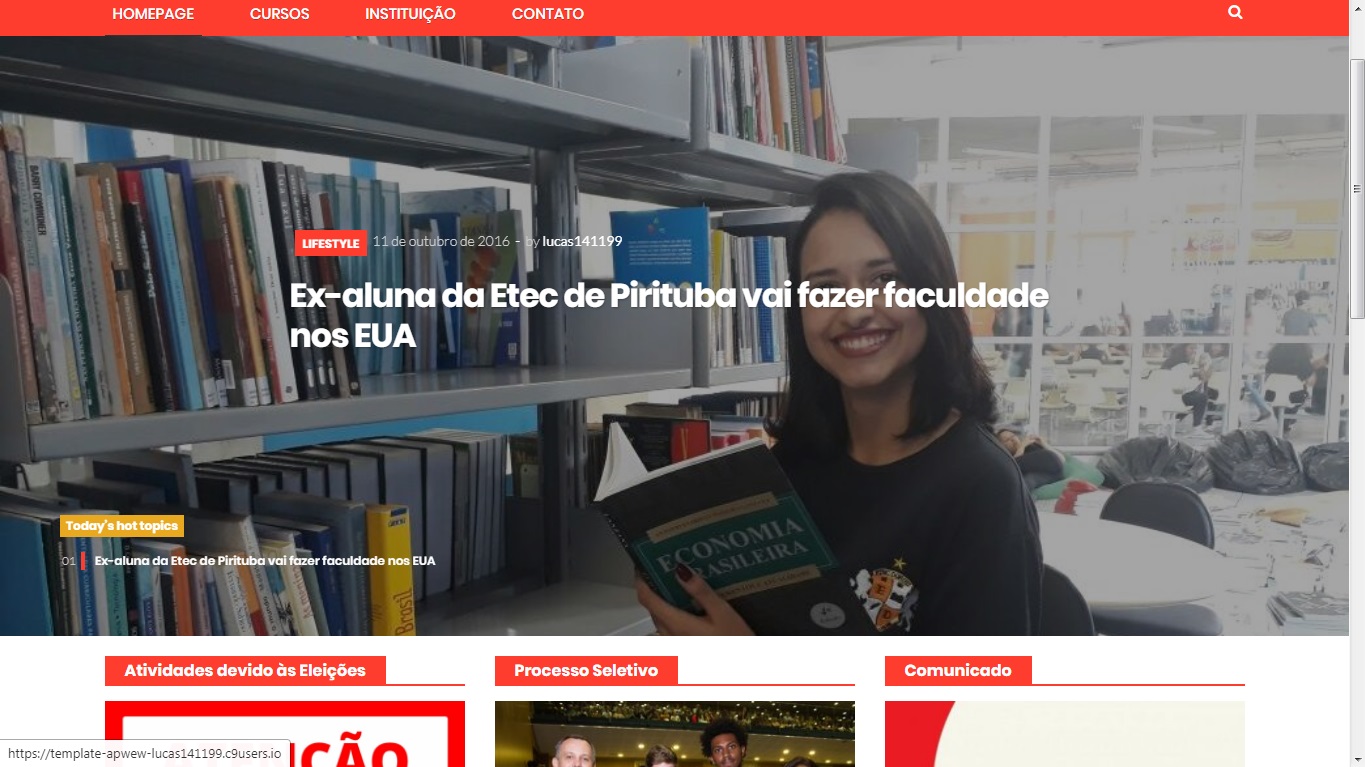 HOMEPAGE
CURSOS
INSTITUIÇÃO
CONTATO
LIFESTYLE 11 de outubro de 2016 - by lucas141199
Ex-aluna da Etec de Pirituba vai fazer faculdade
nos EUA
ECONOMIA
BRASILEIRA
Today's hot topics
01 Ex-aluna da Etec de Pirituba vai fazer faculdade nos EUA
Brasil
Atividades devido às Eleições
Processo Seletivo
Comunicado
https://template-apwew-lucas141199.c9users.io